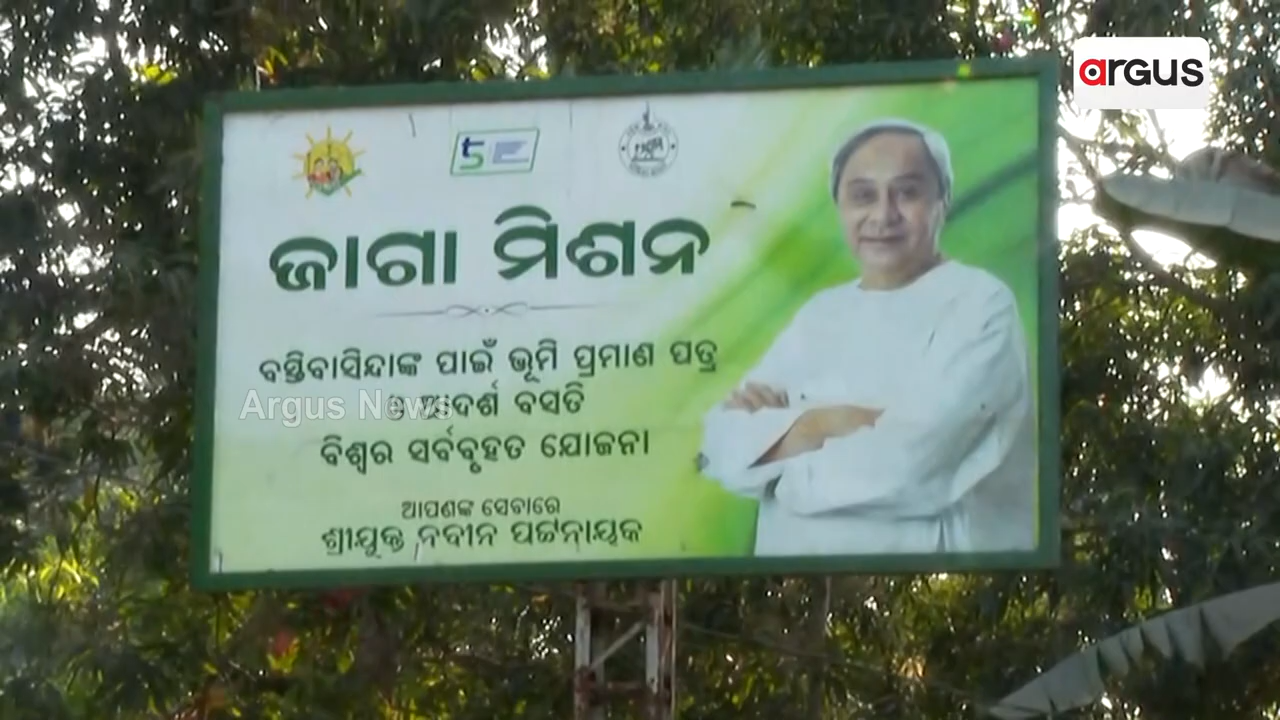 argus
5T
ଜାଗା ମିଶନ
ବସ୍ତିବାସିନ୍ଦାଙ୍କ ପାଇଁ ଭୂମି ପ୍ରମାଣ ପତ୍ର
ଓ ଆଦର୍ଶ ବସତି
Argus News
ବିଶ୍ୱର ସର୍ବବୃହତ ଯୋଜନା
ଆପଣଙ୍କ ସେବାରେ
ଶ୍ରୀଯୁକ୍ତ ନବୀନ ପଟ୍ଟନାୟକ